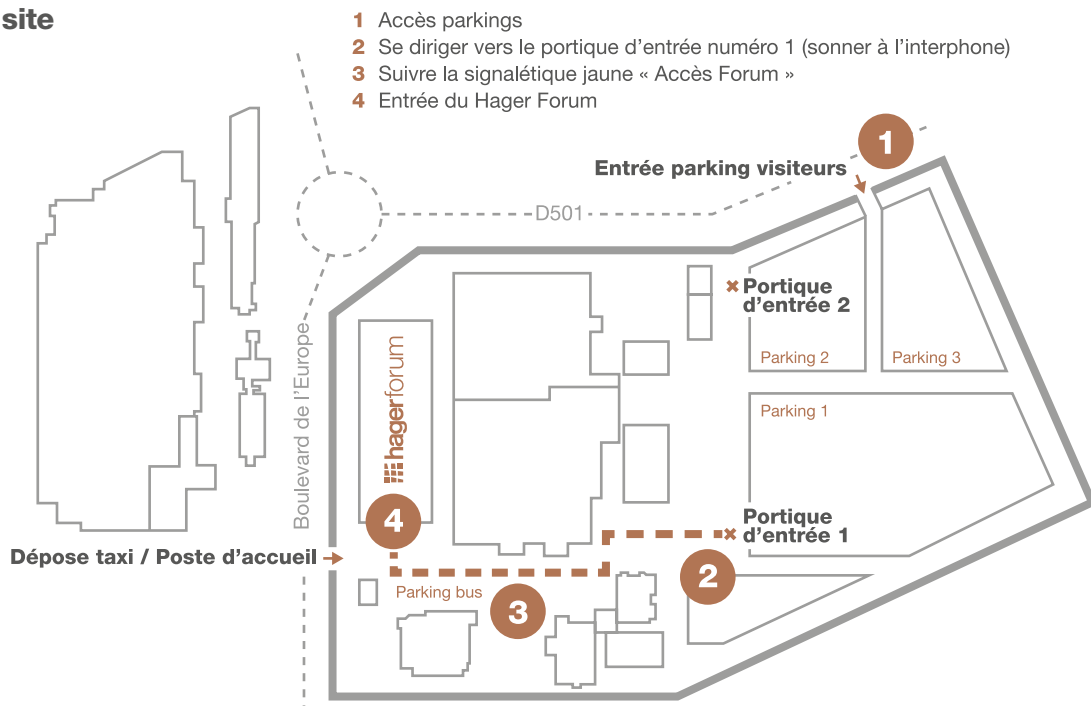 site
1 Accès parkings
2 Se diriger vers le portique d’entrée numéro 1 (sonner à l’interphone)
3 Suivre la signalétique jaune « Accès Forum »
4 Entrée du Hager Forum
1
Entrée parking visiteurs
D501
Portique
d’entrée 2
Boulevard de l’Europe
hagerforum
Parking 2
Parking 3
Parking 1
4
Portique
d’entrée 1
Dépose taxi / Poste d’accueil
2
Parking bus
3